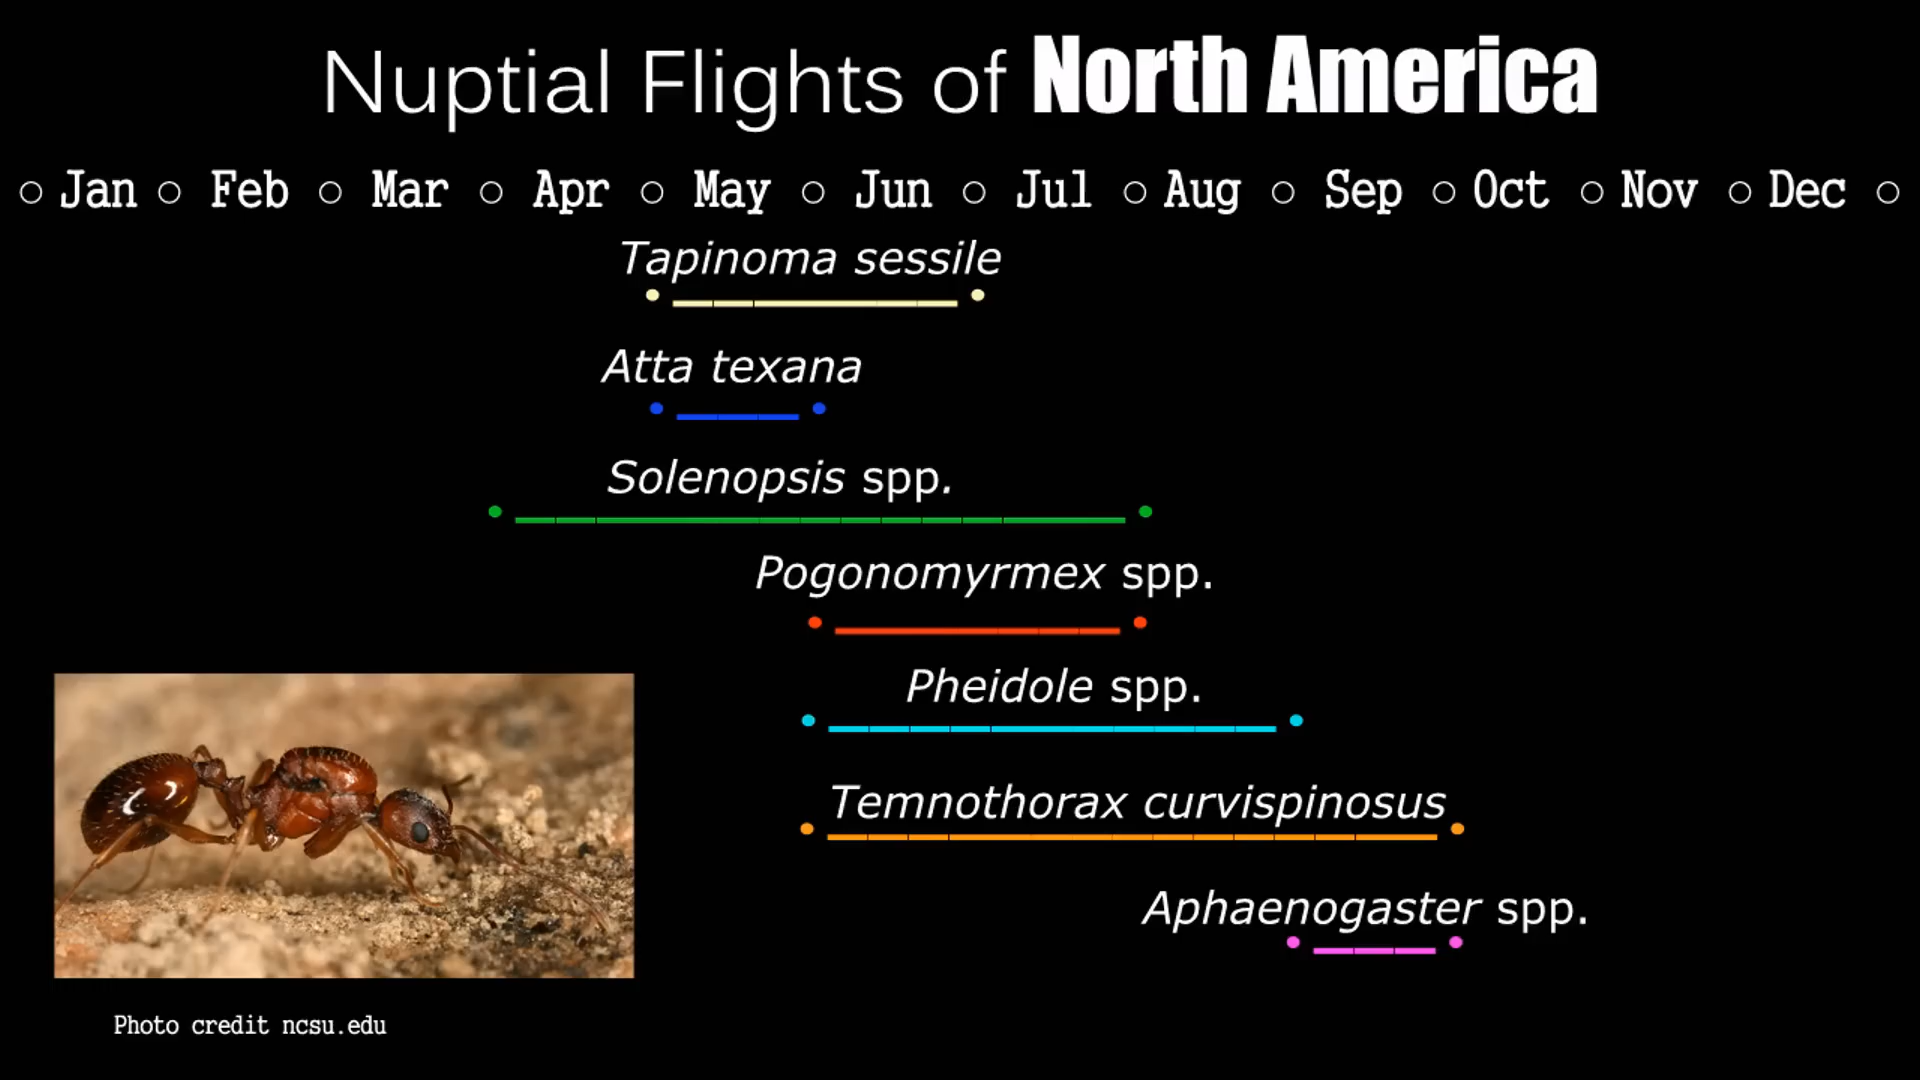 Nuptial Flights of North America
○ Jan ○ Feb ○ Mar ○ Apr ○ May ○ Jun ○ Jul ○ Aug ○ Sep ○ Oct ○ Nov ○ Dec ○
Tapinoma sessile
Atta texana
Solenopsis spp.
Pogonomyrmex spp.
Pheidole spp.
Temnothorax curvispinosus
Aphaenogaster spp.
Photo credit ncsu.edu